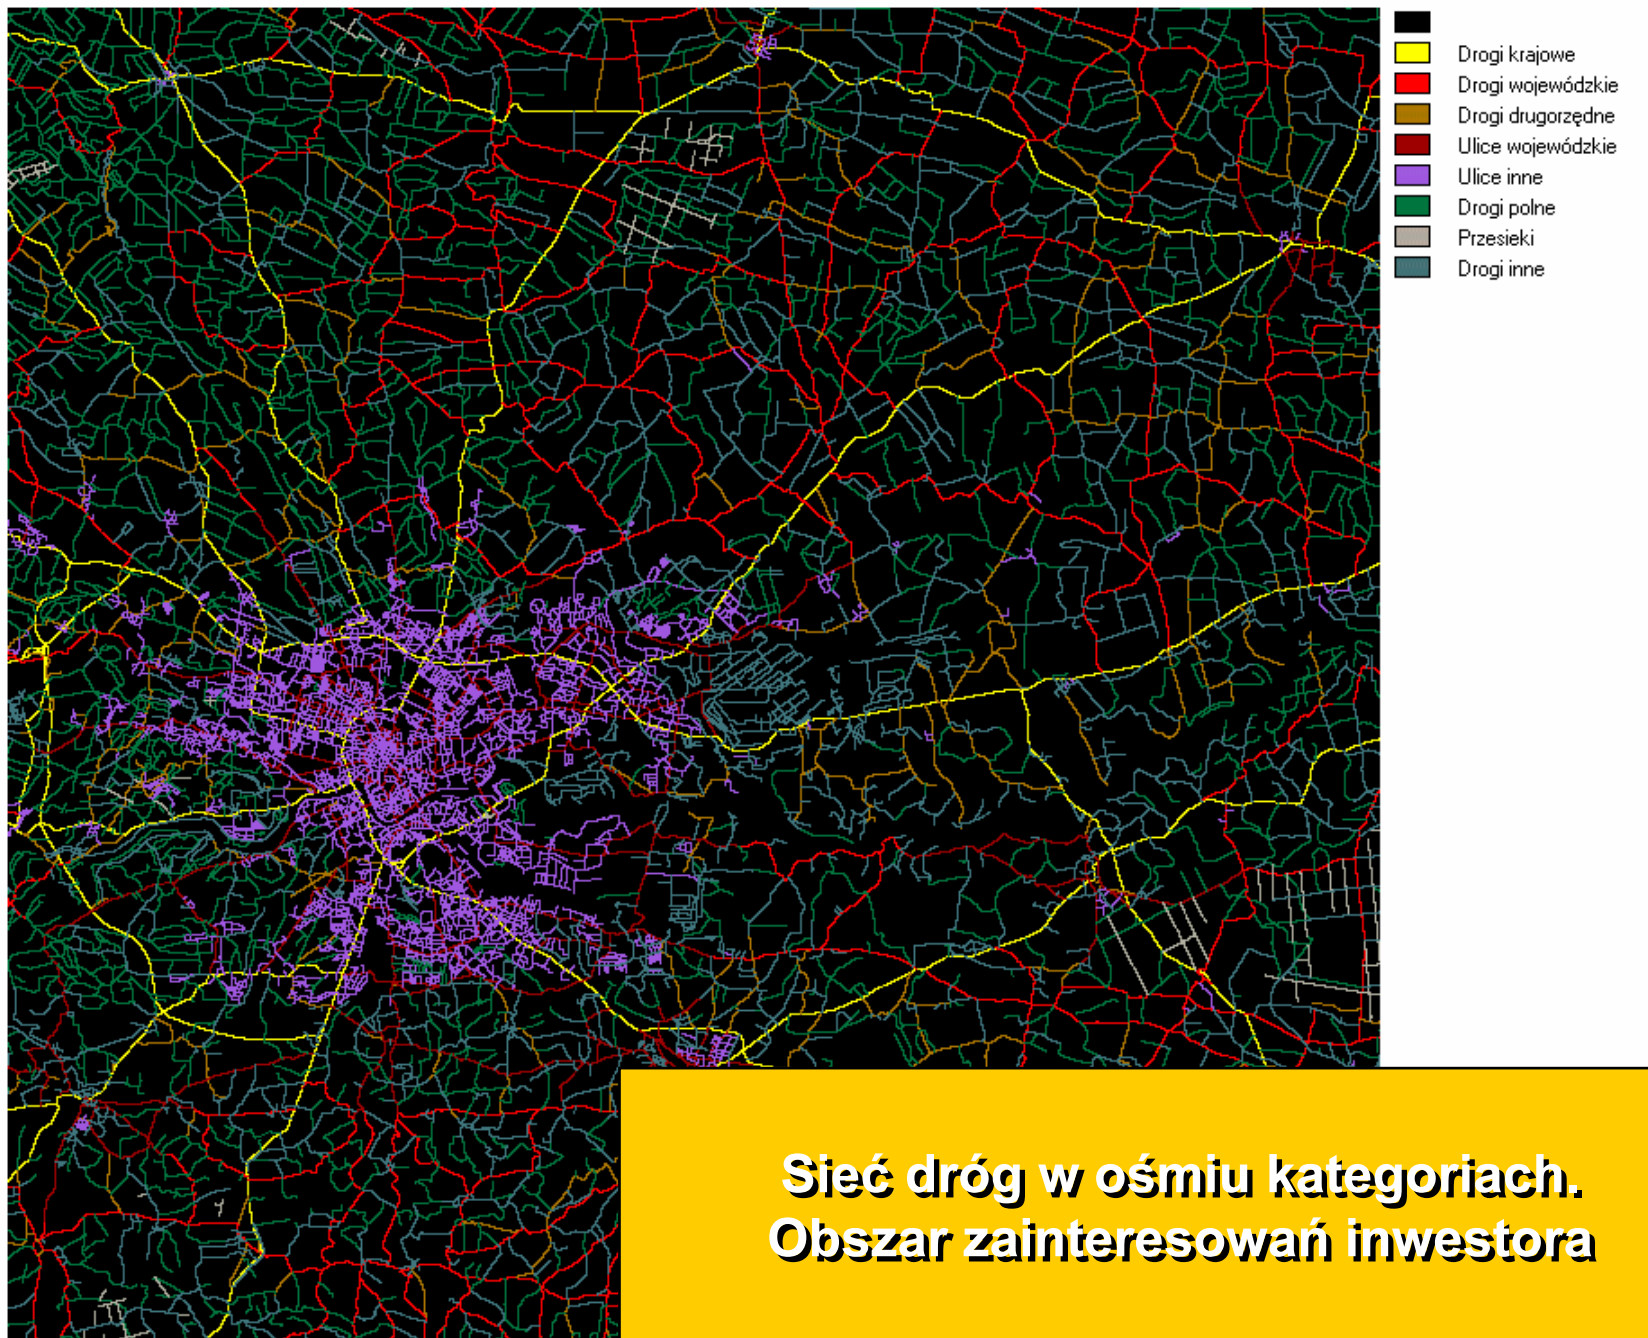 Drogi krajowe
Drogi wojewódzkie
Drogi drugorzędne
Ulice wojewódzkie
Ulice inne
Drogi polne
Przesieki
Drogi inne
Sieć dróg w ośmiu kategoriach.
Obszar zainteresowań inwestora